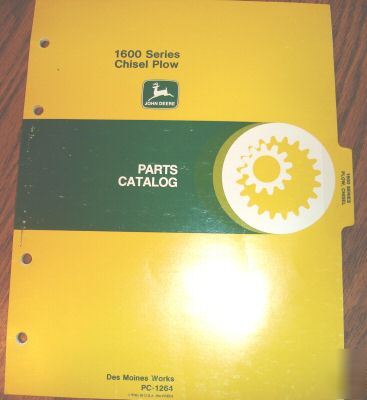 1600 Series
Chisel Plow
JOHN DEERE
PARTS
CATALOG
1600 SERIES
PLOW, CHISEL
Des Moines Works
PC-1264